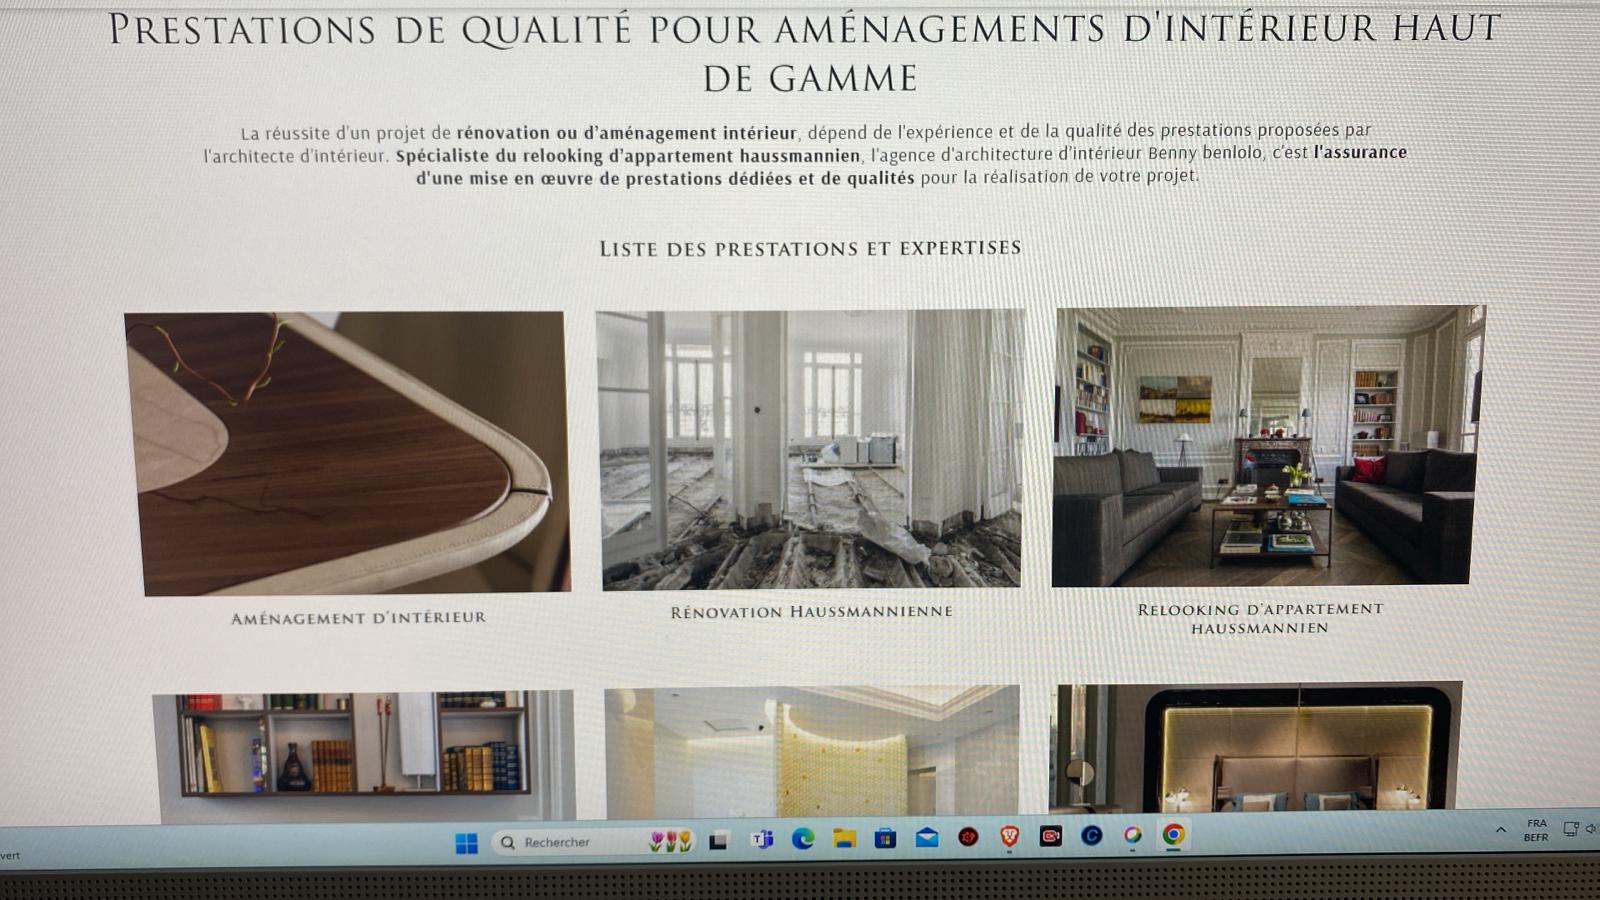 PRESTATIONS DE QUALITÉ POUR AMÉNAGEMENTS D'INTÉRIEUR HAUT
DE GAMME
La réussite d'un projet de rénovation ou d'aménagement intérieur, dépend de l'expérience et de la qualité des prestations proposées par
l'architecte d'intérieur. Spécialiste du relooking d'appartement haussmannien, l'agence d'architecture d'intérieur Benny benlolo, c'est l'assurance
d'une mise en œuvre de prestations dédiées et de qualités pour la réalisation de votre projet.
LISTE DES PRESTATIONS ET EXPERTISES
AMÉNAGEMENT D'INTÉRIEUR
RÉNOVATION HAUSSMANNIENNE
RELOOKING D'APPARTEMENT
HAUSSMANNIEN
vert
Rechercher
FRA
BEFR